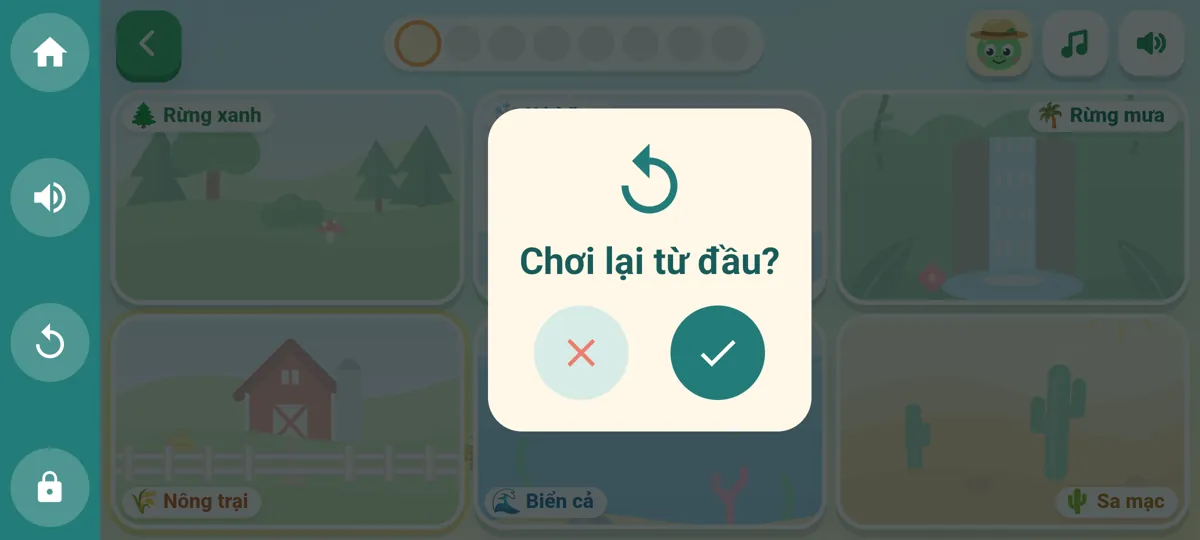 Rừng xanh
Rừng mưa
Chơi lại từ đầu?
Nông trại
Biển cả
Sa mạc